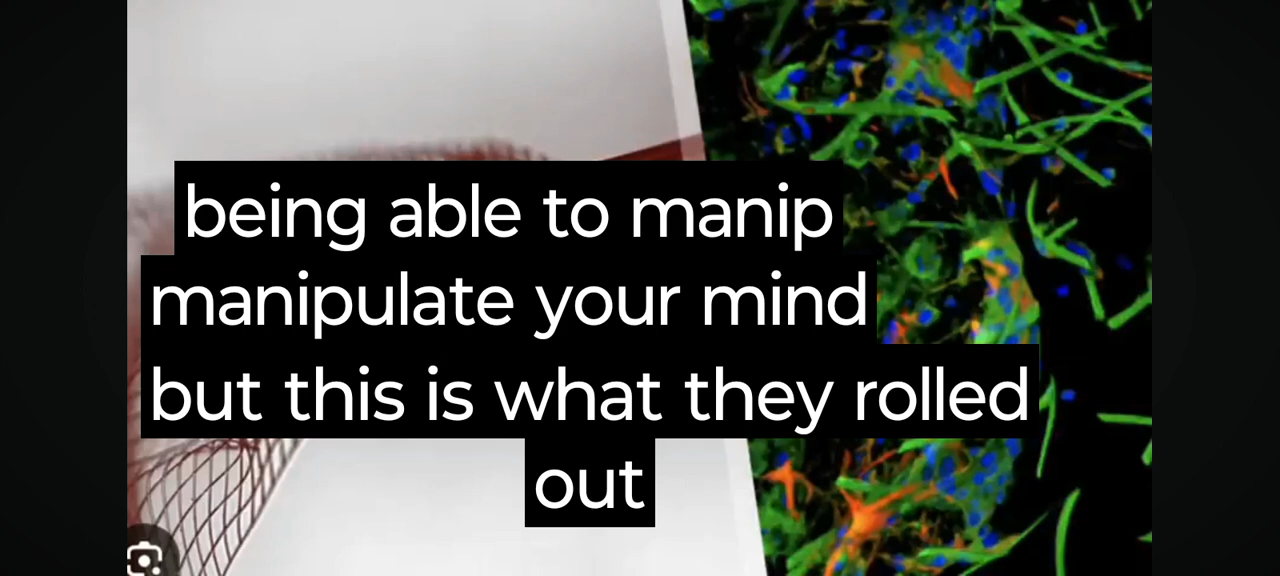 being able to manip
manipulate your mind
but this is what they rolled
out